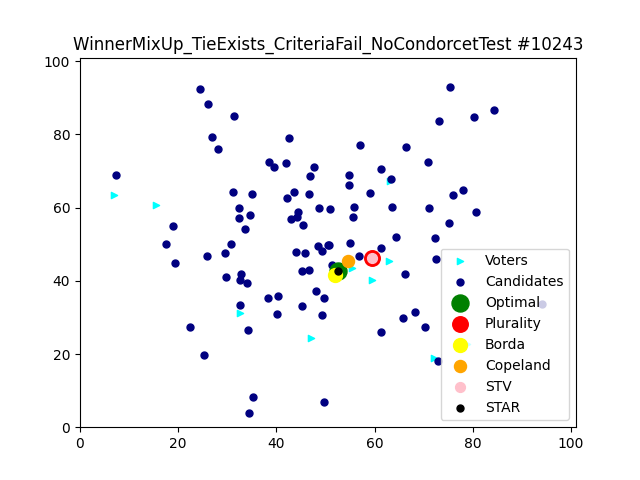 WinnerMixUp_TieExists_CriteriaFail_NoCondorcetTest #10243
100
80
60
40
20
0
0 20 40 60 80 100
Voters
Candidates
Optimal
Plurality
Borda
Copeland
STV
STAR